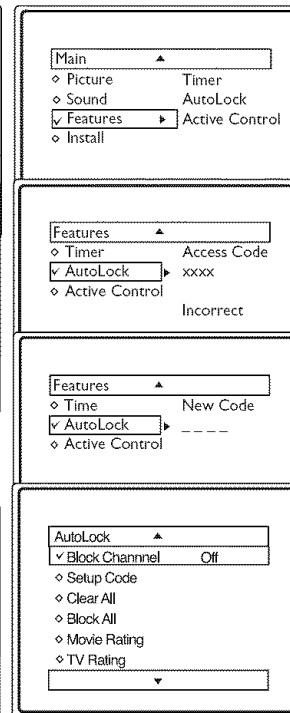 Main
Picture Timer
Sound AutoLock
Features Active Control
Install
Features
Timer Access Code
AutoLock xxxx
Active Control
Incorrect
Features
Time New Code
AutoLock _ _ _ _
Active Control
AutoLock
Block Channnel Off
Setup Code
Clear All
Block All
Movie Rating
TV Rating